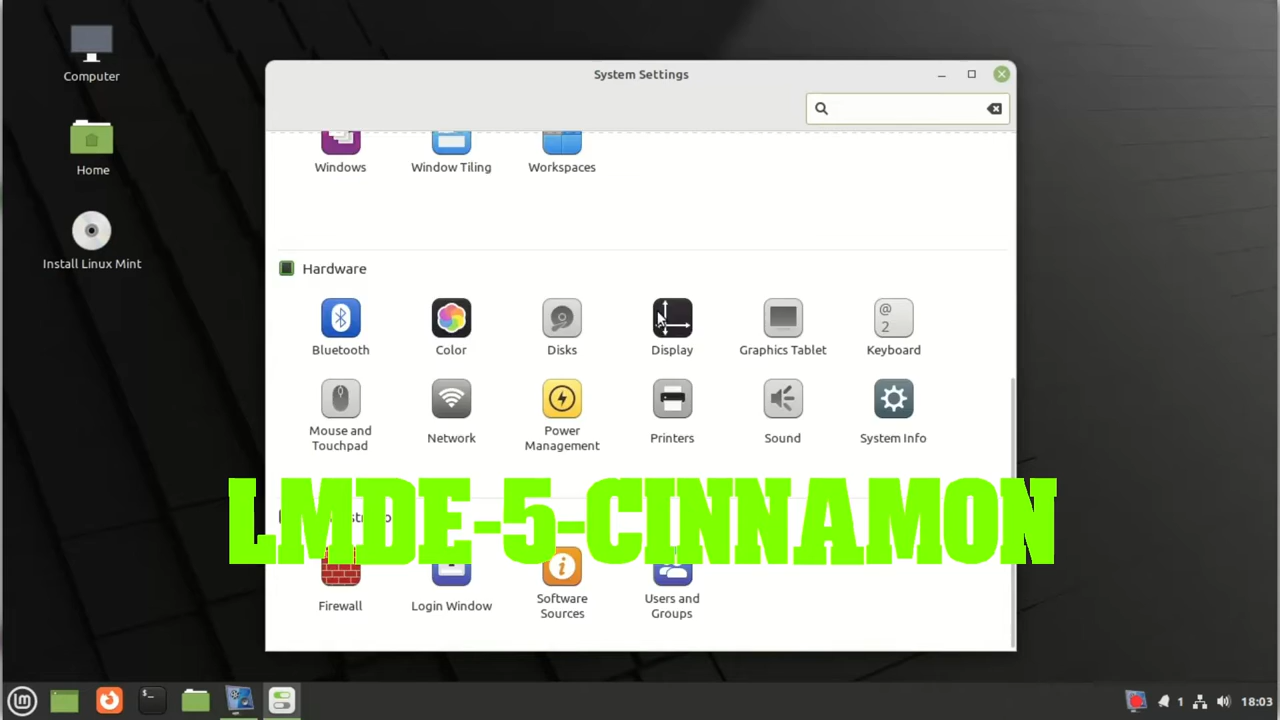 Computer
Home
Install Linux Mint
System Settings
Windows
Window Tiling
Workspaces
Hardware
Bluetooth
Color
Disks
Display
Graphics Tablet
@
2
Keyboard
Mouse and
Touchpad
Network
Power
Management
Printers
Sound
System Info
LMDE-5-CINNAMON
Firewall
Login Window
Software
Sources
Users and
Groups
$_
1
18:03